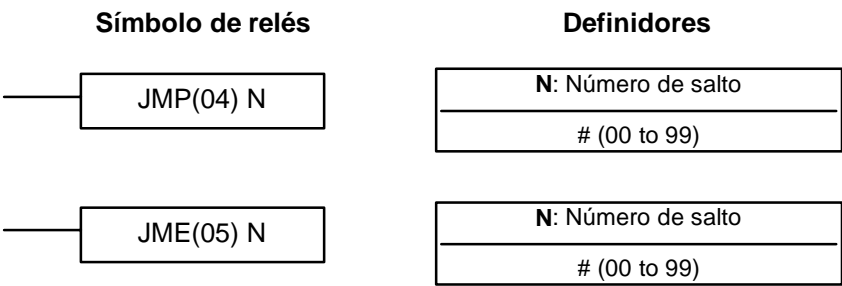 Símbolo de relés
Definidores
JMP(04) N
N: Número de salto
# (00 to 99)
JME(05) N
N: Número de salto
# (00 to 99)